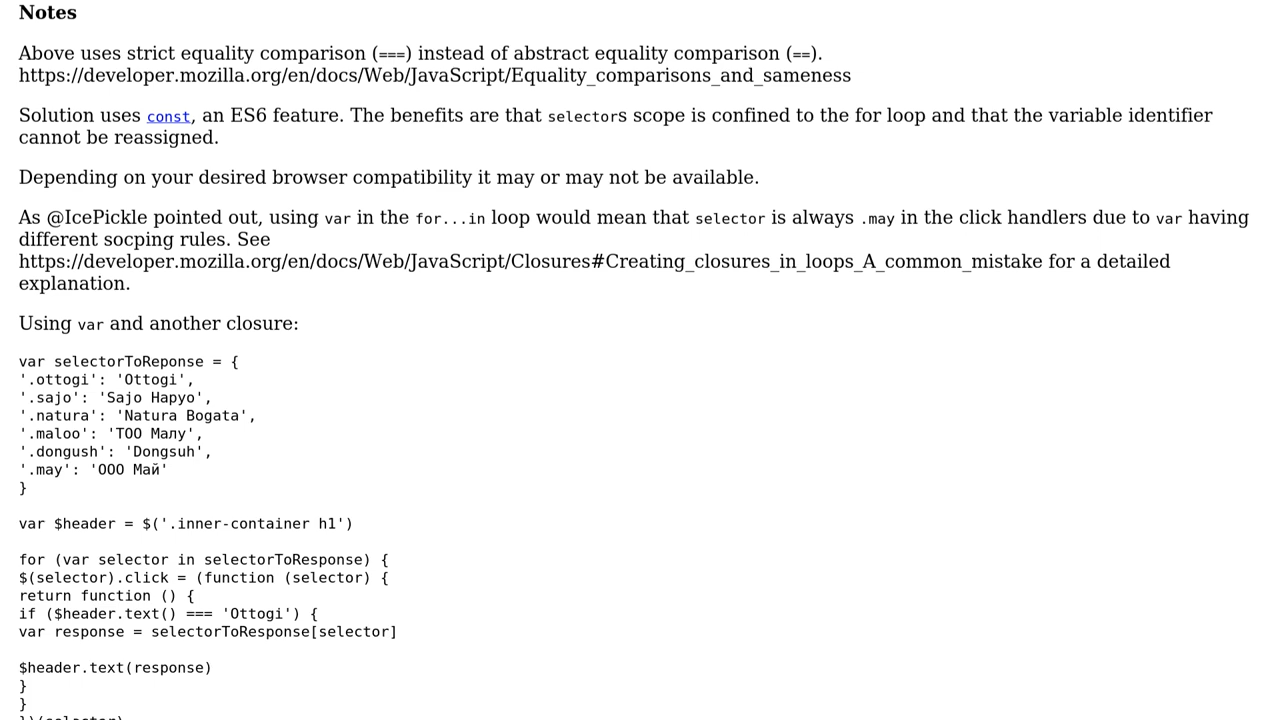 Notes
Above uses strict equality comparison (===) instead of abstract equality comparison (==).
https://developer.mozilla.org/en/docs/Web/JavaScript/Equality_comparisons_and_sameness
Solution uses const, an ES6 feature. The benefits are that selectors scope is confined to the for loop and that the variable identifier
cannot be reassigned.
Depending on your desired browser compatibility it may or may not be available.
As @IcePickle pointed out, using var in the for...in loop would mean that selector is always .may in the click handlers due to var having
different socping rules. See
https://developer.mozilla.org/en/docs/Web/JavaScript/Closures#Creating_closures_in_loops_A_common_mistake for a detailed
explanation.
Using var and another closure:
var selectorToReponse = {
'.ottogi': 'Ottogi',
'.sajo': 'Sajo Hapyo',
'.natura': 'Natura Bogata',
'.maloo': 'ТОО Малу',
'.dongush': 'Dongsuh',
'.may': 'ООО Май'
}
var $header = $('.inner-container h1')
for (var selector in selectorToResponse) {
$(selector).click = (function (selector) {
return function () {
if ($header.text() === 'Ottogi') {
var response = selectorToResponse[selector]
$header.text(response)
}
}
})(selector)